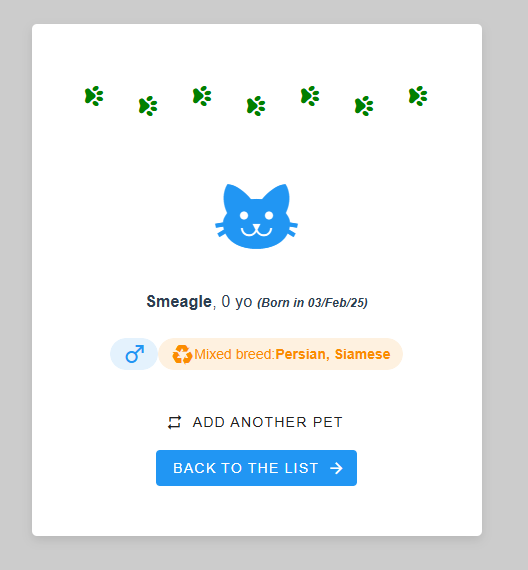 Smeagle, 0 yo (Born in 03/Feb/25)
Mixed breed:Persian, Siamese
ADD ANOTHER PET
BACK TO THE LIST